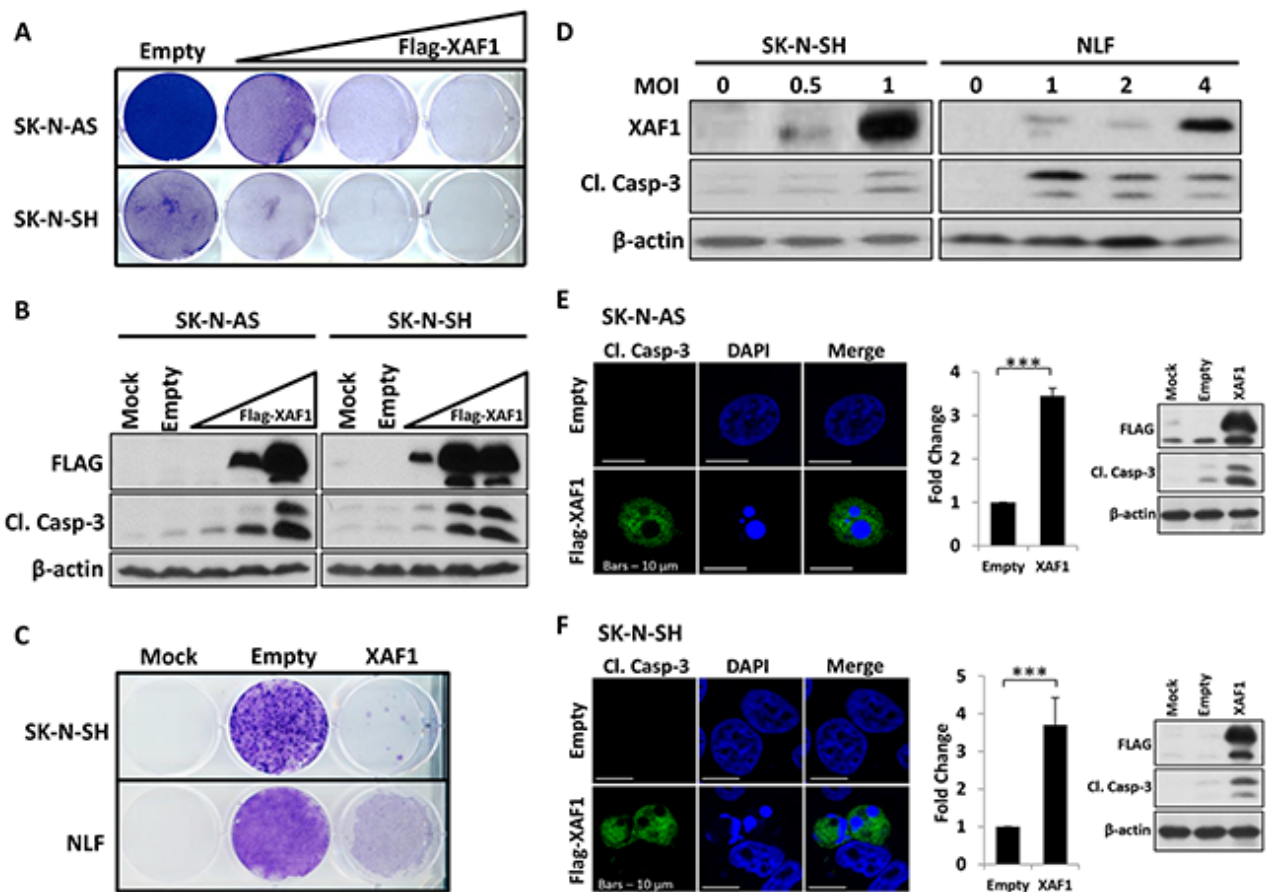 A
Empty
Flag-XAF1
SK-N-AS
SK-N-SH
B
SK-N-AS SK-N-SH
Mock Empty Flag-XAF1 Mock Empty Flag-XAF1
FLAG
Cl. Casp-3
β-actin
C
Mock Empty XAF1
SK-N-SH
NLF
D
SK-N-SH NLF
MOI 0 0.5 1 0 1 2 4
XAF1
Cl. Casp-3
β-actin
E
SK-N-AS
Cl. Casp-3 DAPI Merge
Empty
Flag-XAF1
Bars – 10 µm
Fold Change
4
3
2
1
0
***
Empty XAF1
Mock Empty XAF1
FLAG
Cl. Casp-3
β-actin
F
SK-N-SH
Cl. Casp-3 DAPI Merge
Empty
Flag-XAF1
Bars – 10 µm
Fold Change
5
4
3
2
1
0
***
Empty XAF1
Mock Empty XAF1
FLAG
Cl. Casp-3
β-actin